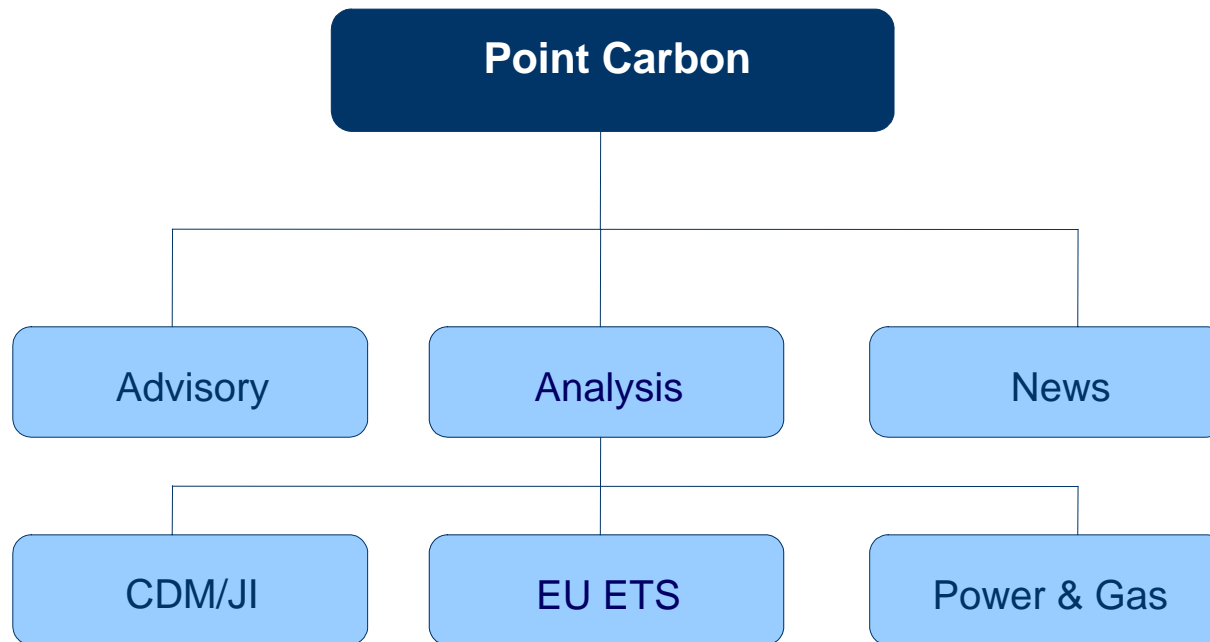 Point Carbon
Advisory
Analysis
News
CDM/JI
EU ETS
Power & Gas